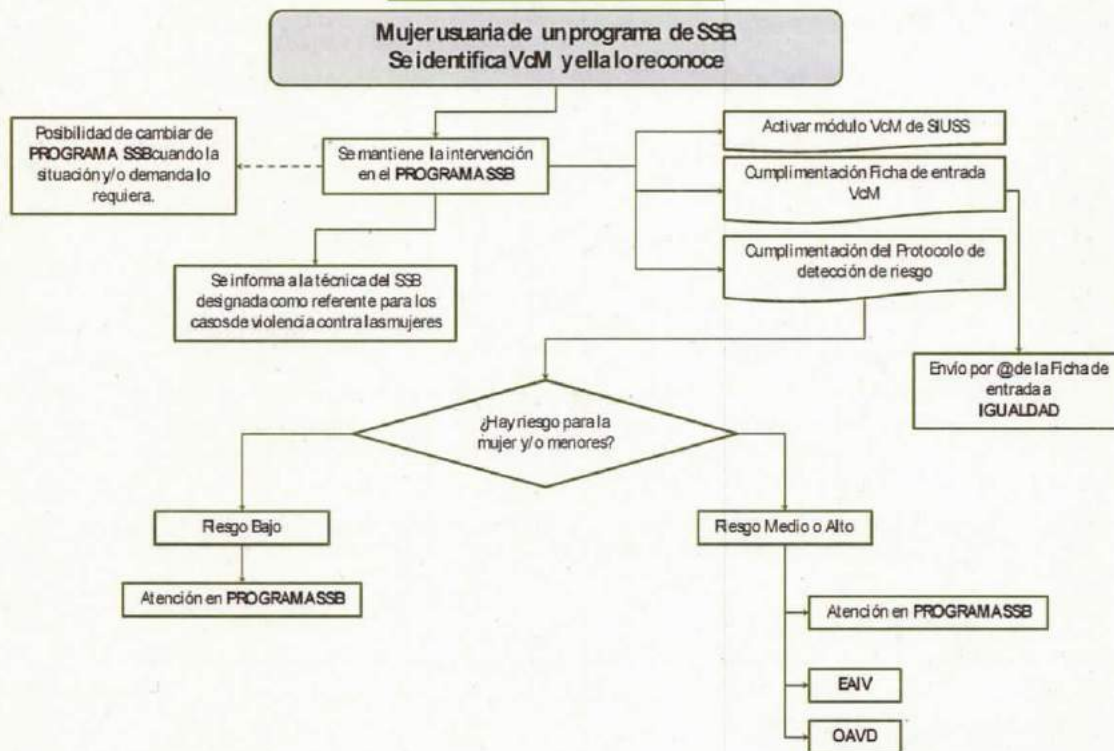 Mujer usuaria de un programa de SSB.
Se identifica VcM y ella lo reconoce
Posibilidad de cambiar de
PROGRAMA SSB cuando la
situación y/o demanda lo
requiera.
Se mantiene la intervención
en el PROGRAMA SSB
Activar módulo VcM de SIUSS
Cumplimentación Ficha de entrada
VcM
Cumplimentación del Protocolo de
detección de riesgo
Se informa a la técnica del SSB
designada como referente para los
casos de violencia contra las mujeres
Envío por @ de la Ficha de
entrada a
IGUALDAD
¿Hay riesgo para la
mujer y/o menores?
Riesgo Bajo
Riesgo Medio o Alto
Atención en PROGRAMA SSB
Atención en PROGRAMA SSB
EAIV
OAVD